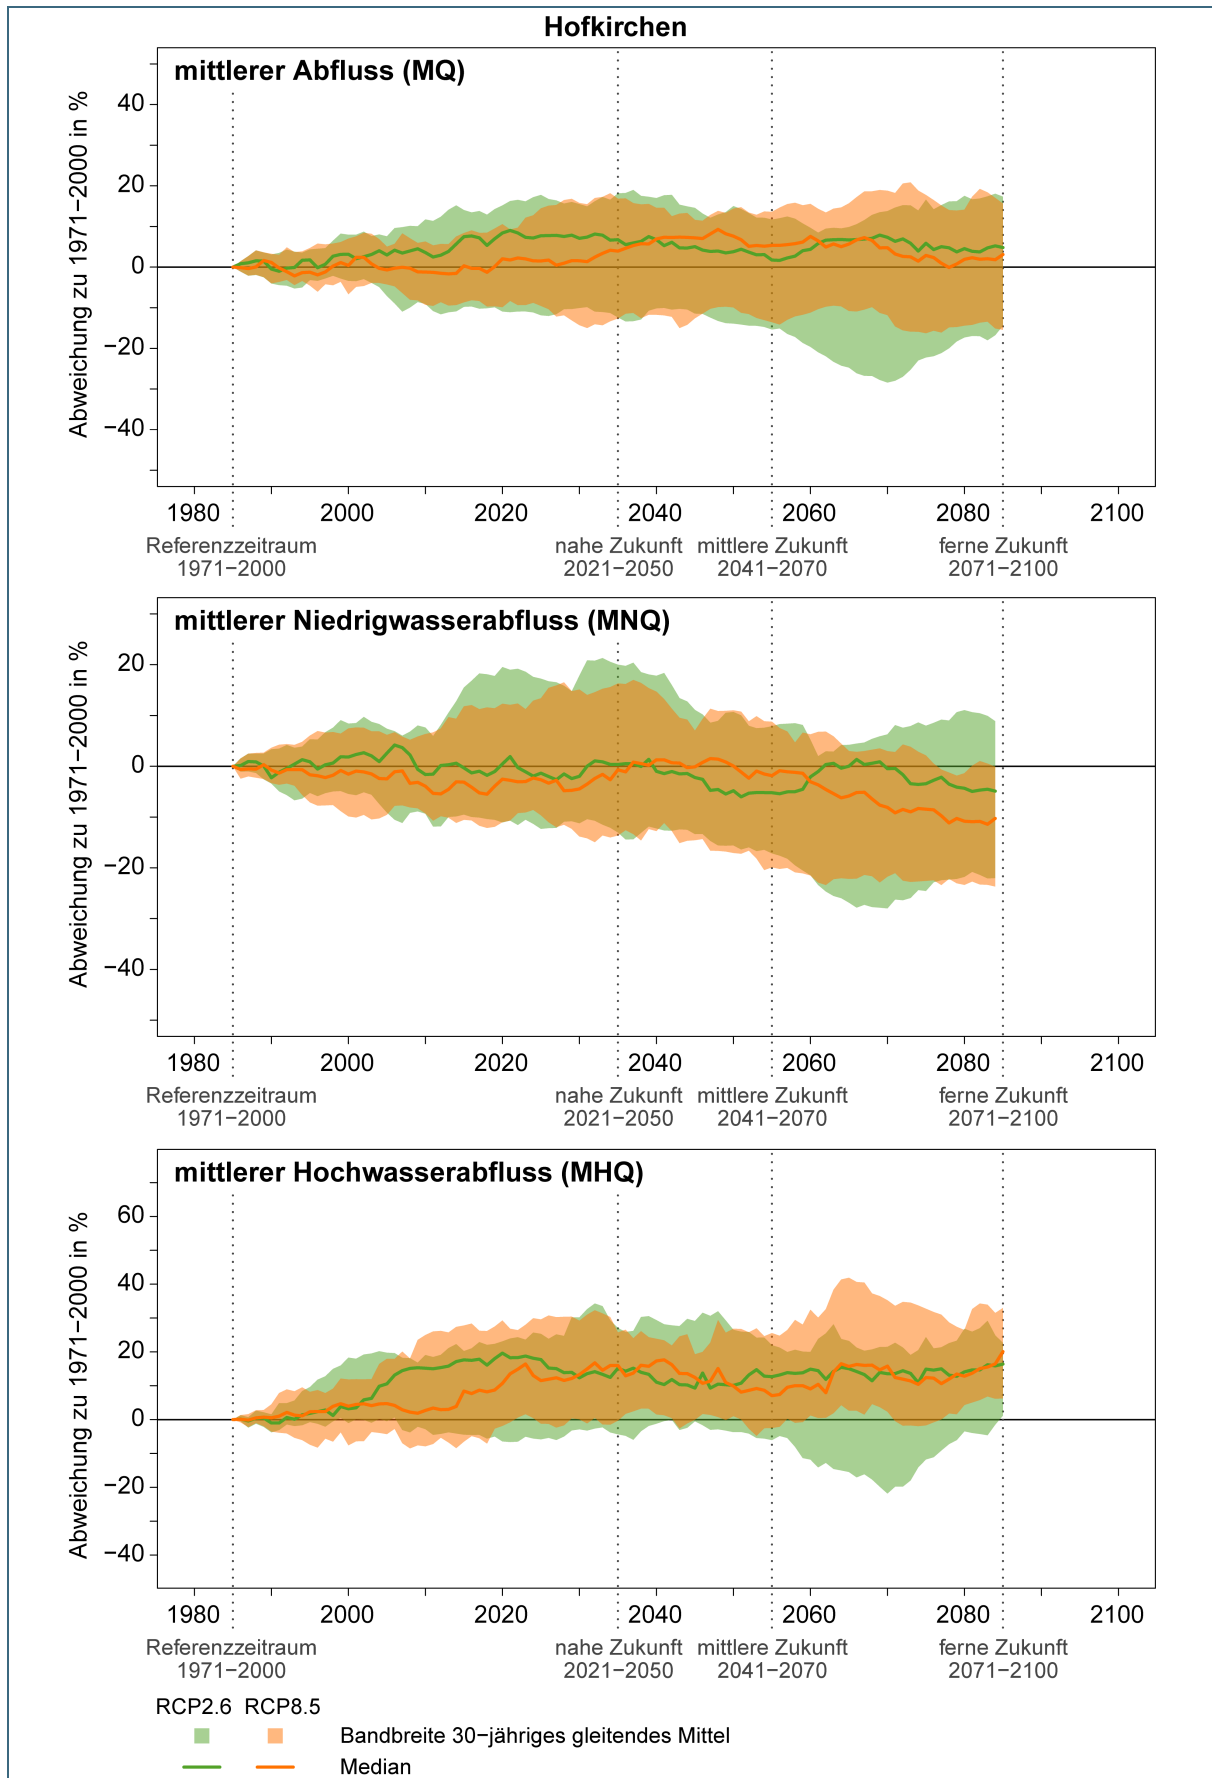 Hofkirchen
mittlerer Abfluss (MQ)
Abweichung zu 1971−2000 in %
40
20
0
−20
−40
1980 2000 2020 2040 2060 2080 2100
Referenzzeitraum nahe Zukunft mittlere Zukunft ferne Zukunft
1971−2000 2021−2050 2041−2070 2071−2100
mittlerer Niedrigwasserabfluss (MNQ)
Abweichung zu 1971−2000 in %
20
0
−20
−40
1980 2000 2020 2040 2060 2080 2100
Referenzzeitraum nahe Zukunft mittlere Zukunft ferne Zukunft
1971−2000 2021−2050 2041−2070 2071−2100
mittlerer Hochwasserabfluss (MHQ)
Abweichung zu 1971−2000 in %
60
40
20
0
−20
−40
1980 2000 2020 2040 2060 2080 2100
Referenzzeitraum nahe Zukunft mittlere Zukunft ferne Zukunft
1971−2000 2021−2050 2041−2070 2071−2100
RCP2.6 RCP8.5
Bandbreite 30−jähriges gleitendes Mittel
Median